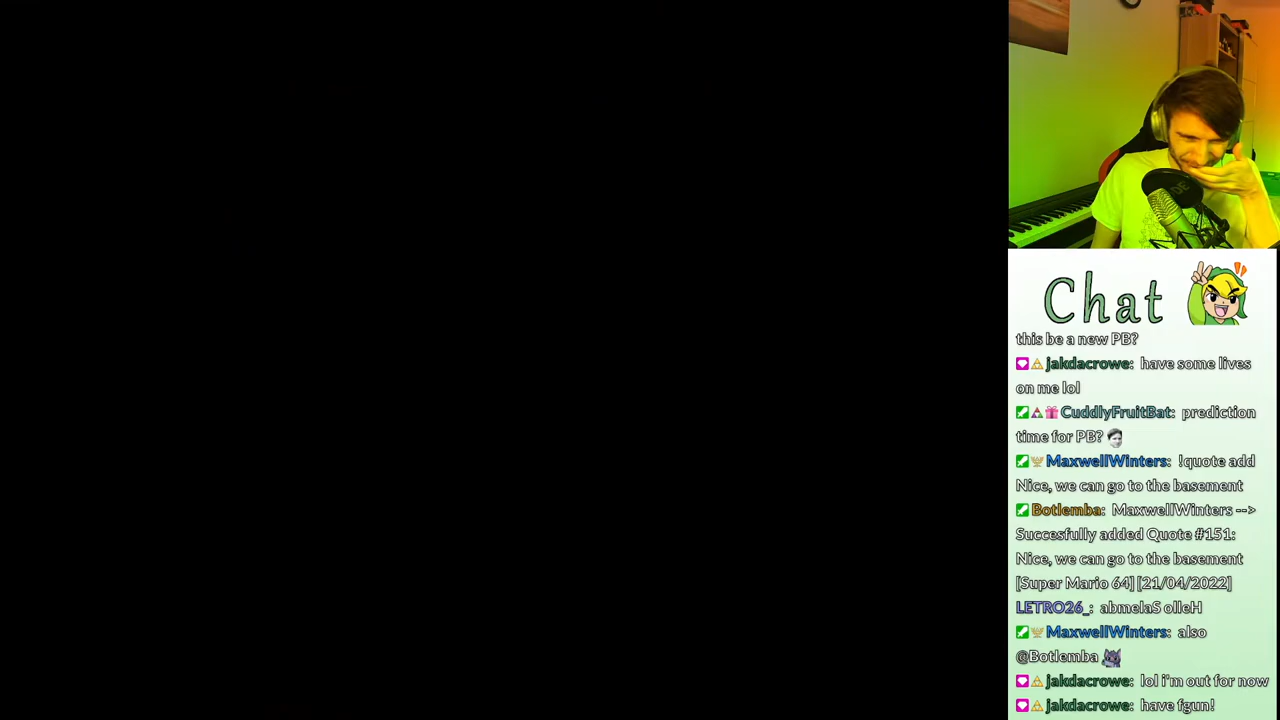 Chat
this be a new PB?
jakdacrowe: have some lives
on me lol
CuddlyFruitBat: prediction
time for PB?
MaxwellWinters: !quote add
Nice, we can go to the basement
Botlemba: MaxwellWinters -->
Succesfully added Quote #151:
Nice, we can go to the basement
[Super Mario 64] [21/04/2022]
LETRO26_: abmelaS olleH
MaxwellWinters: also
@Botlemba
jakdacrowe: lol i'm out for now
jakdacrowe: have fgun!